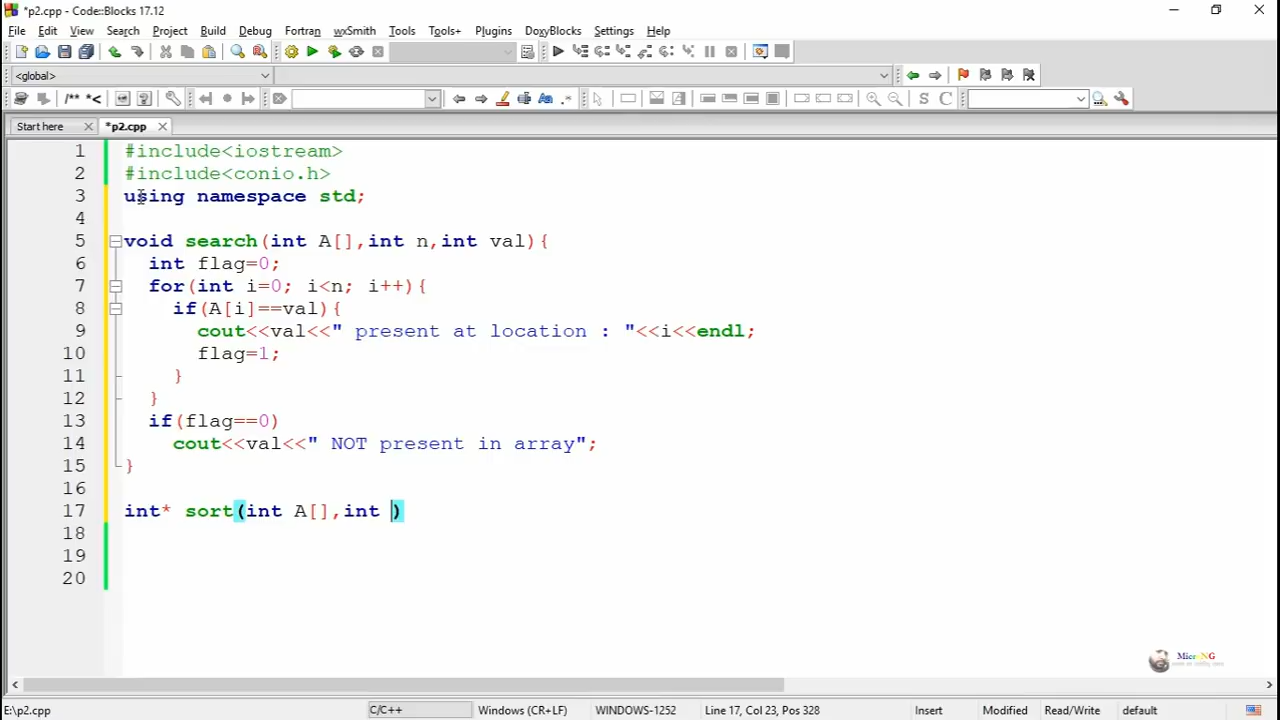 *p2.cpp - Code::Blocks 17.12
File Edit View Search Project Build Debug Fortran wxSmith Tools Tools+ Plugins DoxyBlocks Settings Help
<global>
/** *<
S C
Start here *p2.cpp
1 #include<iostream>
2 #include<conio.h>
3 using namespace std;
4
5 void search(int A[],int n,int val){
6 int flag=0;
7 for(int i=0; i<n; i++){
8 if(A[i]==val){
9 cout<<val<<" present at location : "<<i<<endl;
10 flag=1;
11 }
12 }
13 if(flag==0)
14 cout<<val<<" NOT present in array";
15 }
16
17 int* sort(int A[],int )
18
19
20
MicroNG
E:\p2.cpp C/C++ Windows (CR+LF) WINDOWS-1252 Line 17, Col 23, Pos 328 Insert Modified Read/Write default